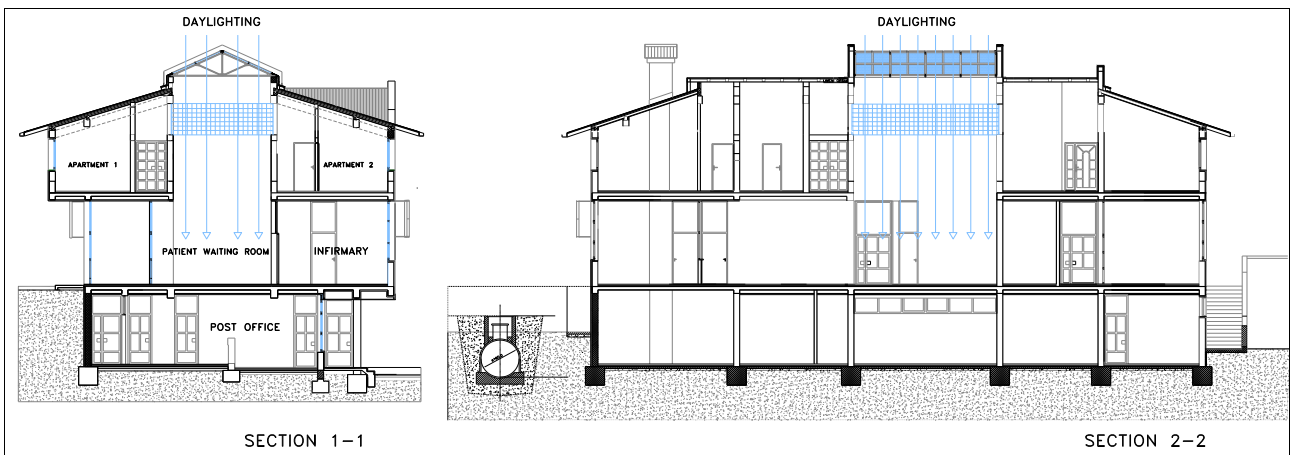 DAYLIGHTING
DAYLIGHTING
APARTMENT 1
APARTMENT 2
PATIENT WAITING ROOM
INFIRMARY
POST OFFICE
SECTION 1-1
SECTION 2-2